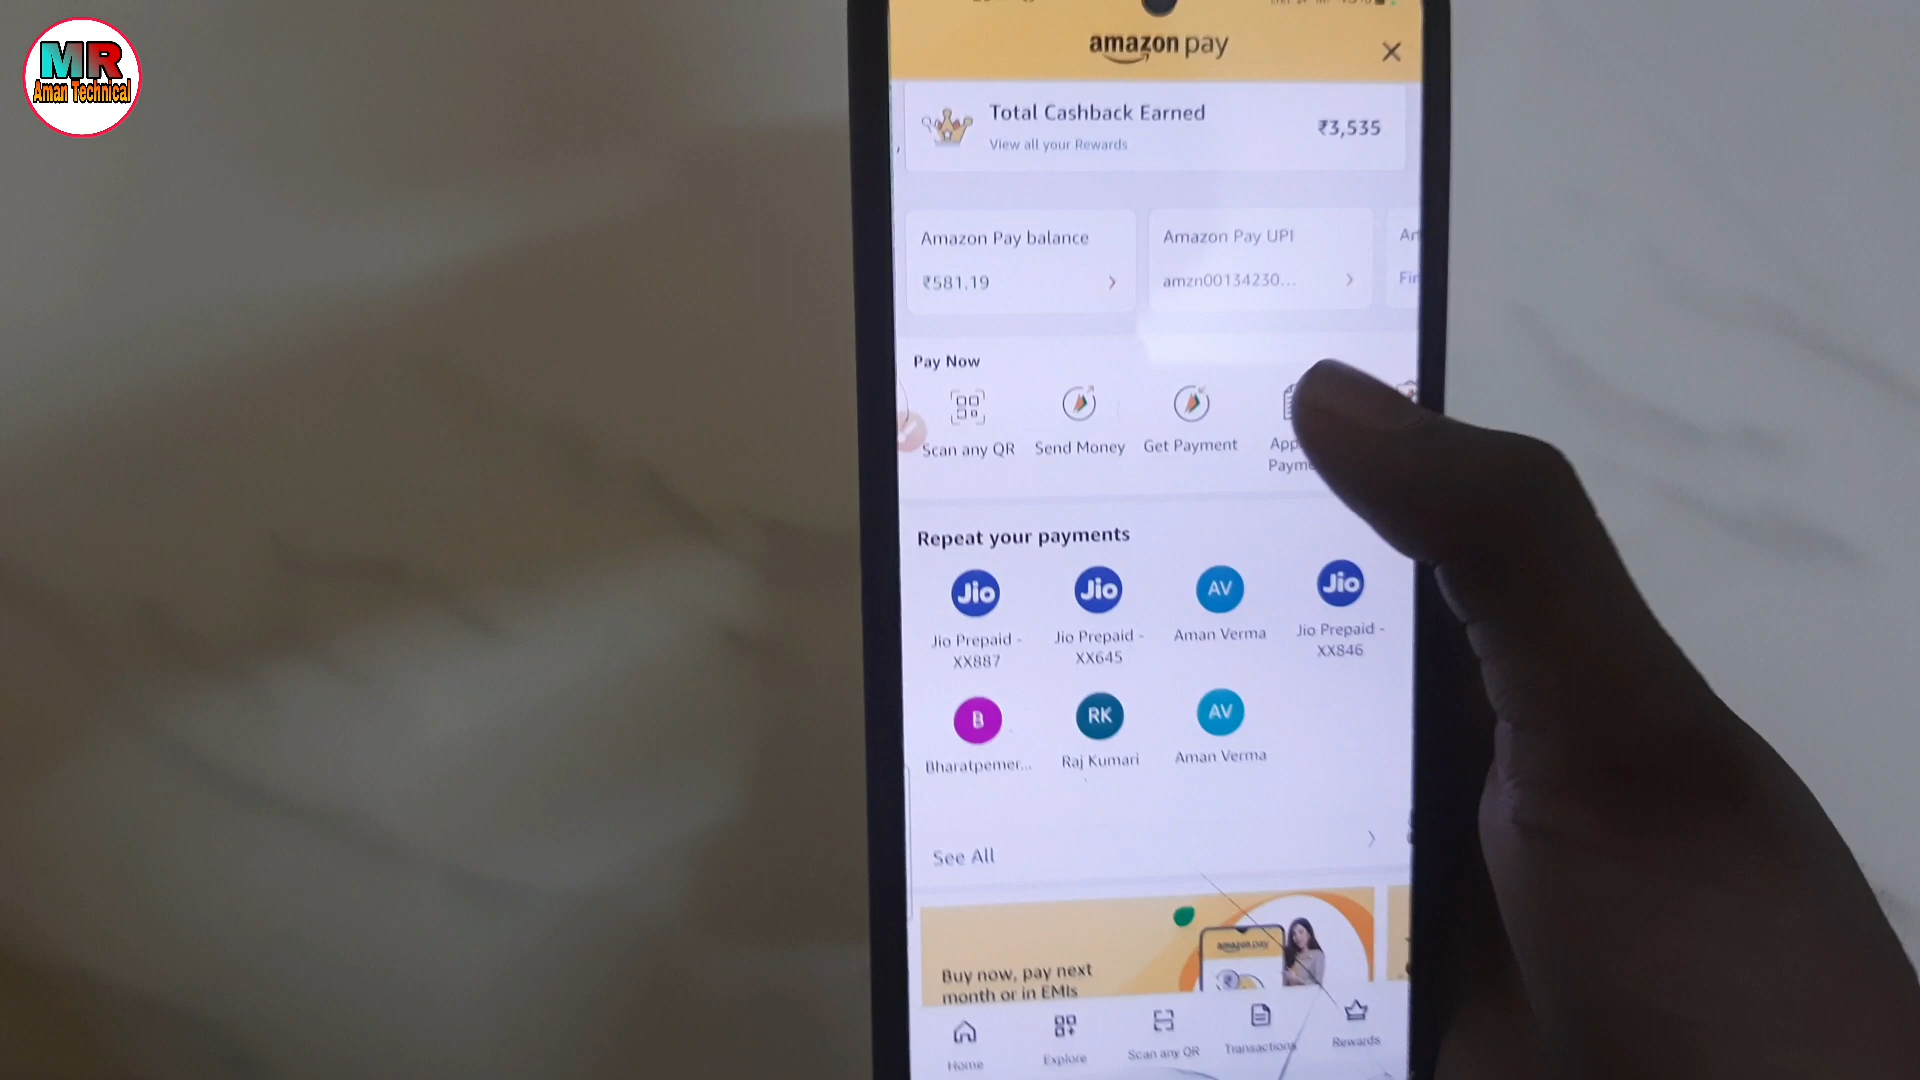 MR
Aman Technical
amazon pay
Total Cashback Earned
View all your Rewards
₹3,535
Amazon Pay balance
₹581.19
Amazon Pay UPI
amzn00134230...
Pay Now
Scan any QR
Send Money
Get Payment
Repeat your payments
Jio
Jio Prepaid -
XX887
Jio
Jio Prepaid -
XX645
AV
Aman Verma
Jio
Jio Prepaid -
XX846
B
Bharatpemer...
RK
Raj Kumari
AV
Aman Verma
See All
Buy now, pay next
month or in EMIs
amazon pay
Home
Explore
Scan any QR
Transactions
Rewards